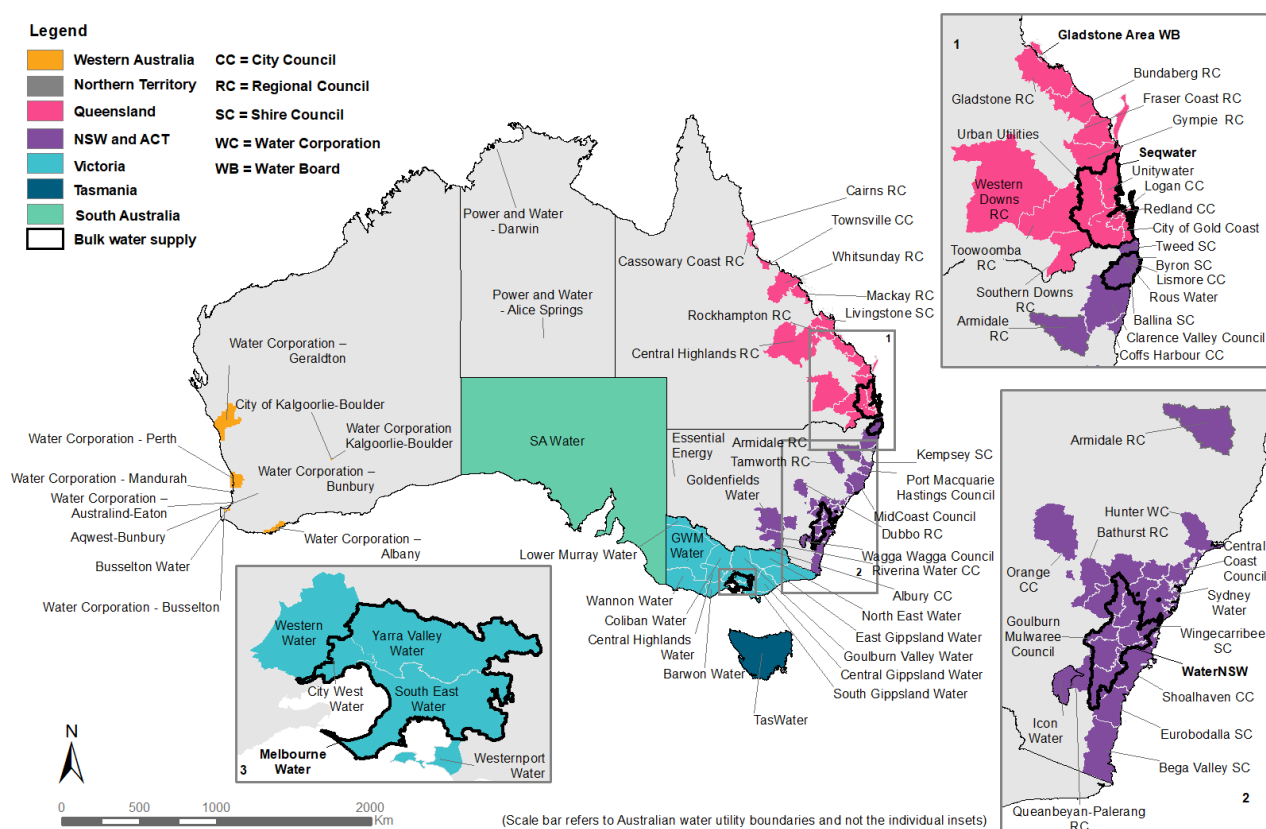 Legend
Western Australia
Northern Territory
Queensland
NSW and ACT
Victoria
Tasmania
South Australia
Bulk water supply
CC = City Council
RC = Regional Council
SC = Shire Council
WC = Water Corporation
WB = Water Board
Power and Water
- Darwin
Power and Water
- Alice Springs
Cairns RC
Townsville CC
Cassowary Coast RC
Whitsunday RC
Mackay RC
Livingstone SC
Rockhampton RC
Central Highlands RC
1
Water Corporation –
Geraldton
City of Kalgoorlie-Boulder
Water Corporation
Kalgoorlie-Boulder
Water Corporation - Perth
Water Corporation –
Bunbury
Water Corporation - Mandurah
Water Corporation –
Australind-Eaton
Aqwest-Bunbury
Busselton Water
Water Corporation - Busselton
Water Corporation –
Albany
SA Water
Essential
Energy
Armidale RC
Tamworth RC
Goldenfields
Water
Kempsey SC
Port Macquarie
Hastings Council
MidCoast Council
Dubbo RC
Wagga Wagga Council
Riverina Water CC
2
Albury CC
North East Water
East Gippsland Water
Goulburn Valley Water
Central Gippsland Water
South Gippsland Water
Lower Murray Water
GWM
Water
Wannon Water
Coliban Water
Central Highlands
Water
Barwon Water
TasWater
1
Gladstone Area WB
Bundaberg RC
Gladstone RC
Fraser Coast RC
Gympie RC
Urban Utilities
Seqwater
Unitywater
Logan CC
Western
Downs
RC
Redland CC
City of Gold Coast
Toowoomba
RC
Tweed SC
Byron SC
Lismore CC
Southern Downs
RC
Rous Water
Armidale
RC
Ballina SC
Clarence Valley Council
Coffs Harbour CC
Armidale RC
Hunter WC
Bathurst RC
Orange
CC
Central
Coast
Council
Sydney
Water
Goulburn
Mulwaree
Council
Wingecarribee
SC
WaterNSW
Shoalhaven CC
Icon
Water
Eurobodalla SC
Bega Valley SC
Queanbeyan-Palerang
RC
2
Western
Water
Yarra Valley
Water
City West
Water
South East
Water
Melbourne
Water
Westernport
Water
3
N
0 500 1000 2000
Km
(Scale bar refers to Australian water utility boundaries and not the individual insets)